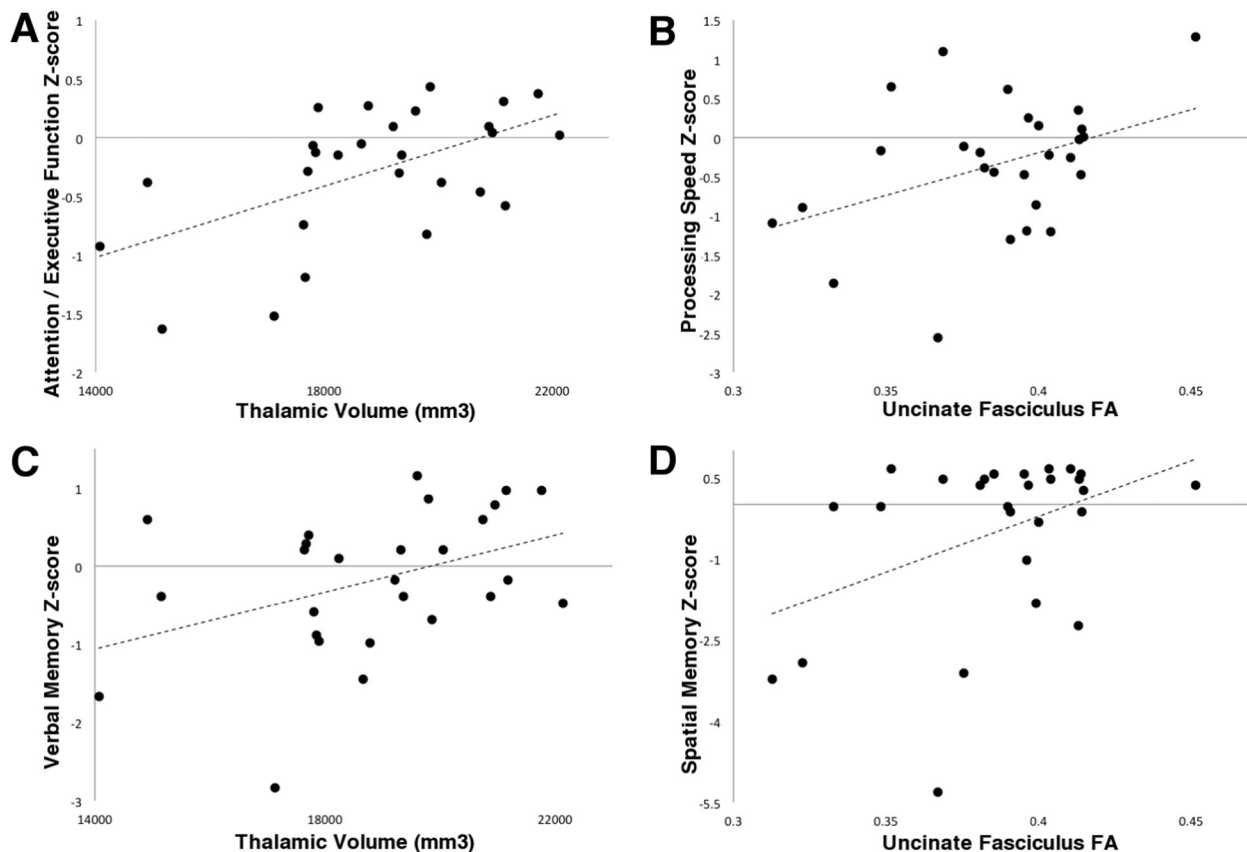 A
Attention / Executive Function Z-score
1
0.5
0
-0.5
-1
-1.5
-2
14000 18000 22000
Thalamic Volume (mm3)
B
Processing Speed Z-score
1.5
1
0.5
0
-0.5
-1
-1.5
-2
-2.5
-3
0.3 0.35 0.4 0.45
Uncinate Fasciculus FA
C
Verbal Memory Z-score
1
0
-1
-2
-3
14000 18000 22000
Thalamic Volume (mm3)
D
Spatial Memory Z-score
0.5
-1
-2.5
-4
-5.5
0.3 0.35 0.4 0.45
Uncinate Fasciculus FA